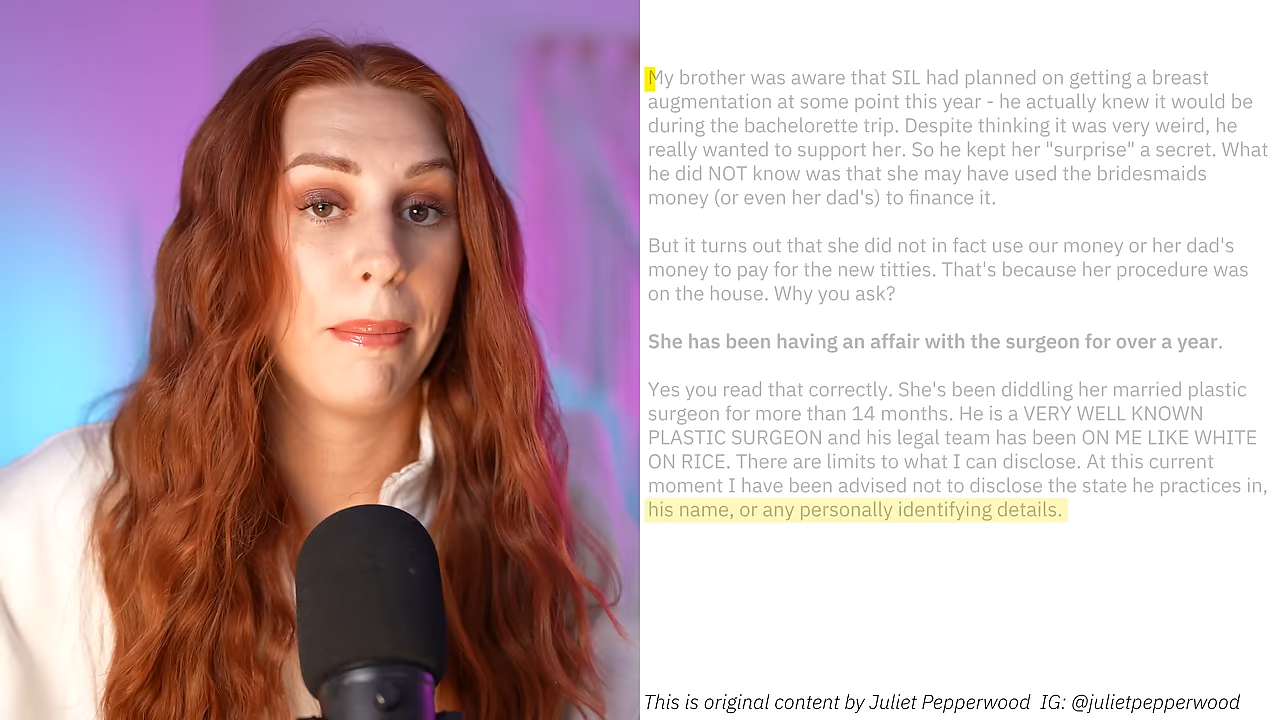 My brother was aware that SIL had planned on getting a breast
augmentation at some point this year - he actually knew it would be
during the bachelorette trip. Despite thinking it was very weird, he
really wanted to support her. So he kept her "surprise" a secret. What
he did NOT know was that she may have used the bridesmaids
money (or even her dad's) to finance it.
But it turns out that she did not in fact use our money or her dad's
money to pay for the new titties. That's because her procedure was
on the house. Why you ask?
She has been having an affair with the surgeon for over a year.
Yes you read that correctly. She's been diddling her married plastic
surgeon for more than 14 months. He is a VERY WELL KNOWN
PLASTIC SURGEON and his legal team has been ON ME LIKE WHITE
ON RICE. There are limits to what I can disclose. At this current
moment I have been advised not to disclose the state he practices in,
his name, or any personally identifying details.
This is original content by Juliet Pepperwood IG: @julietpepperwood